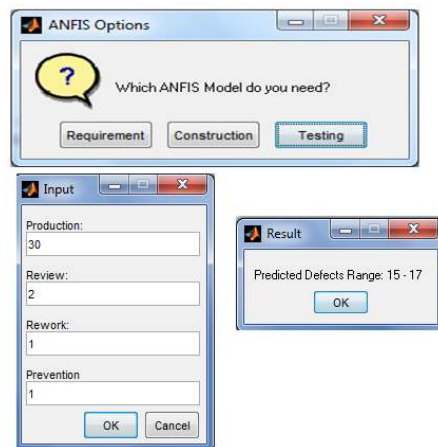 ANFIS Options
?
Which ANFIS Model do you need?
Requirement Construction Testing
Input
Production:
30
Review:
2
Rework:
1
Prevention
1
OK Cancel
Result
Predicted Defects Range: 15 - 17
OK